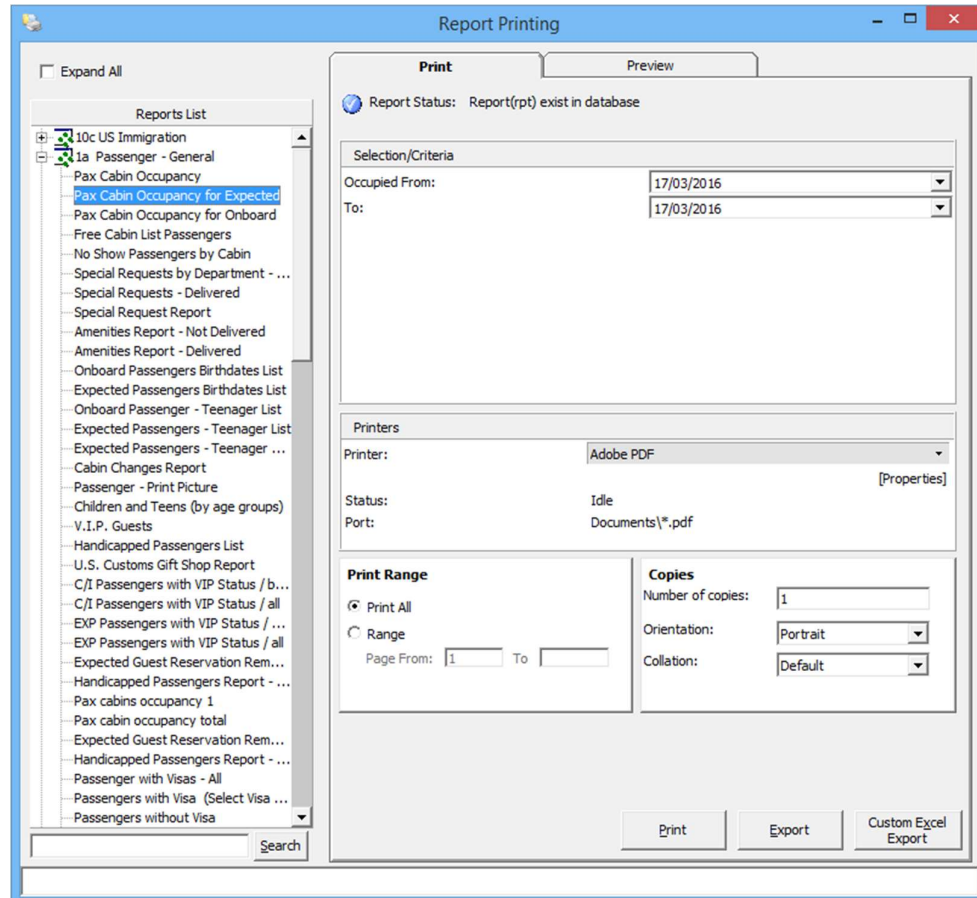 Report Printing
Expand All
Reports List
10c US Immigration
1a Passenger - General
Pax Cabin Occupancy
Pax Cabin Occupancy for Expected
Pax Cabin Occupancy for Onboard
Free Cabin List Passengers
No Show Passengers by Cabin
Special Requests by Department - ...
Special Requests - Delivered
Special Request Report
Amenities Report - Not Delivered
Amenities Report - Delivered
Onboard Passengers Birthdates List
Expected Passengers Birthdates List
Onboard Passenger - Teenager List
Expected Passengers - Teenager List
Expected Passengers - Teenager ...
Cabin Changes Report
Passenger - Print Picture
Children and Teens (by age groups)
V.I.P. Guests
Handicapped Passengers List
U.S. Customs Gift Shop Report
C/I Passengers with VIP Status / b...
C/I Passengers with VIP Status / all
EXP Passengers with VIP Status / ...
EXP Passengers with VIP Status / all
Expected Guest Reservation Rem...
Handicapped Passengers Report - ...
Pax cabins occupancy 1
Pax cabin occupancy total
Expected Guest Reservation Rem...
Handicapped Passengers Report - ...
Passenger with Visas - All
Passengers with Visa (Select Visa ...
Passengers without Visa
Search
Print Preview
Report Status: Report(rpt) exist in database
Selection/Criteria
Occupied From: 17/03/2016
To: 17/03/2016
Printers
Printer: Adobe PDF
[Properties]
Status: Idle
Port: Documents\*.pdf
Print Range
Print All
Range
Page From: 1 To
Copies
Number of copies: 1
Orientation: Portrait
Collation: Default
Print Export Custom Excel
Export